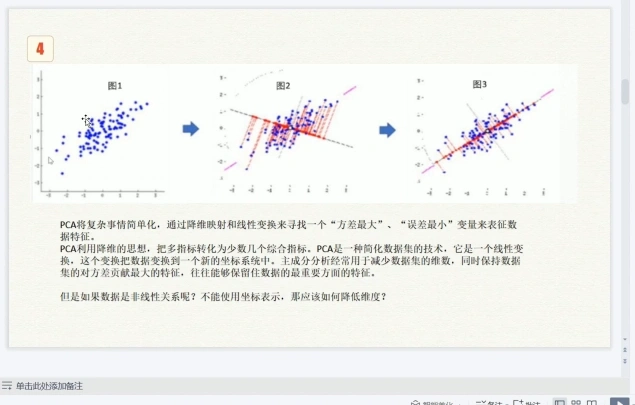 4
图1
图2
图3
PCA将复杂事情简单化，通过降维映射和线性变换来寻找一个“方差最大”、“误差最小”变量来表征数
据特征。
PCA利用降维的思想，把多指标转化为少数几个综合指标。PCA是一种简化数据集的技术，它是一个线性变
换，这个变换把数据变换到一个新的坐标系统中。主成分分析经常用于减少数据集的维数，同时保持数据
集的对方差贡献最大的特征，往往能够保留住数据的最重要方面的特征。
但是如果数据是非线性关系呢？不能使用坐标表示，那应该如何降低维度？
单击此处添加备注